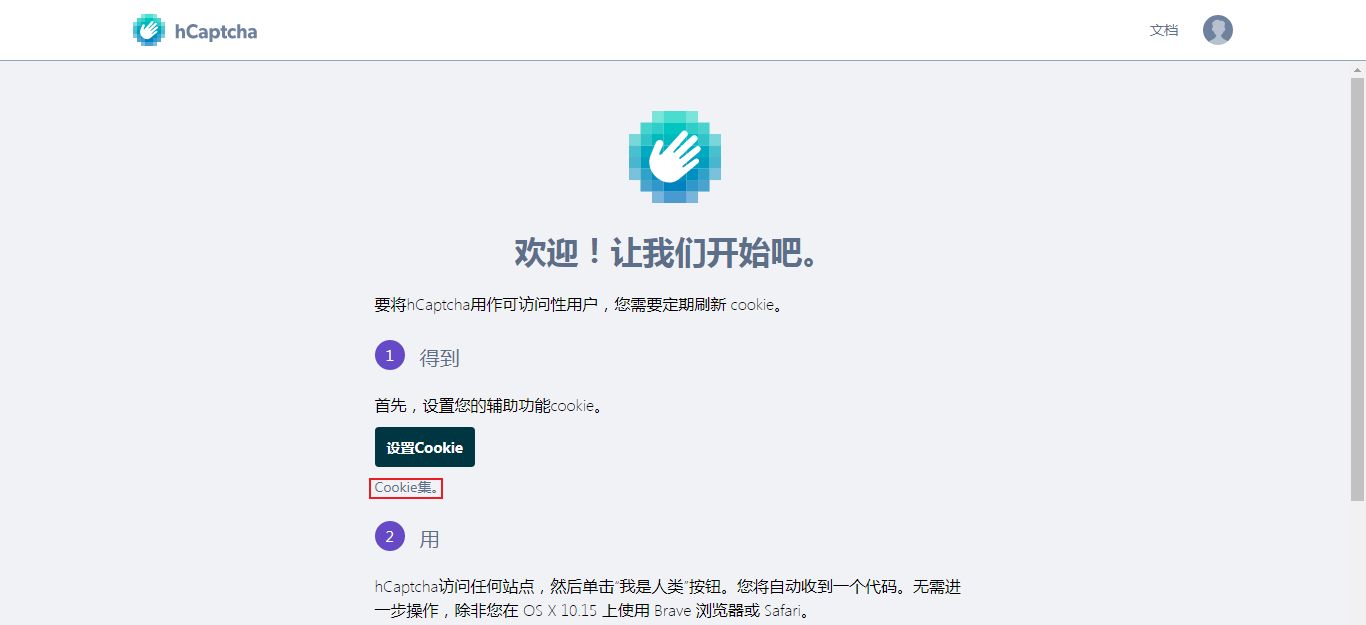 hCaptcha
文档
欢迎！让我们开始吧。
要将hCaptcha用作可访问性用户，您需要定期刷新 cookie。
1 得到
首先，设置您的辅助功能cookie。
设置Cookie
Cookie集。
2 用
hCaptcha访问任何站点，然后单击“我是人类”按钮。您将自动收到一个代码。无需进
一步操作，除非您在 OS X 10.15 上使用 Brave 浏览器或 Safari。